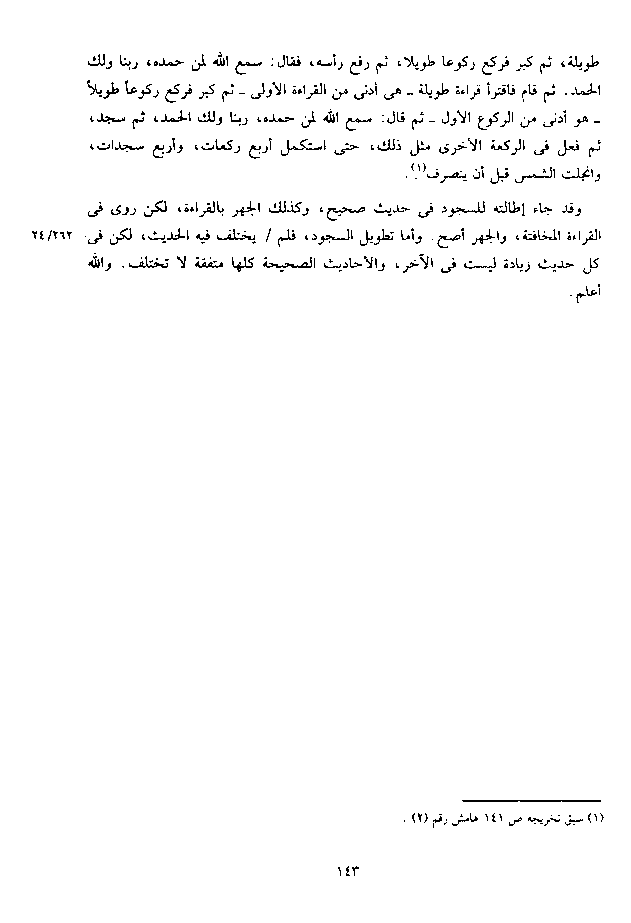 طويلة، ثم كبر فركع ركوعا طويلا، ثم رفع رأسه، فقال: سمع الله لمن حمده، ربنا ولك
الحمد. ثم قام فاقترأ قراءة طويلة ـ هى أدنى من القراءة الأولى ـ ثم كبر فركع ركوعاً طويلاً
ـ هو أدنى من الركوع الأول ـ ثم قال: سمع الله لمن حمده، ربنا ولك الحمد، ثم سجد،
ثم فعل فى الركعة الأخرى مثل ذلك، حتى استكمل أربع ركعات، وأربع سجدات،
وانجلت الشمس قبل أن ينصرف(١).
وقد جاء إطالته للسجود فى حديث صحيح، وكذلك الجهر بالقراءة، لكن روى فى
القراءة المخافتة، والجهر أصح. وأما تطويل السجود، فلم / يختلف فيه الحديث، لكن فى ٢٤/٢٦٢
كل حديث زيادة ليست فى الآخر، والأحاديث الصحيحة كلها متفقة لا تختلف. والله
أعلم.
(١) سبق تخريجه ص ١٤١ هامش رقم (٢) .
١٤٣